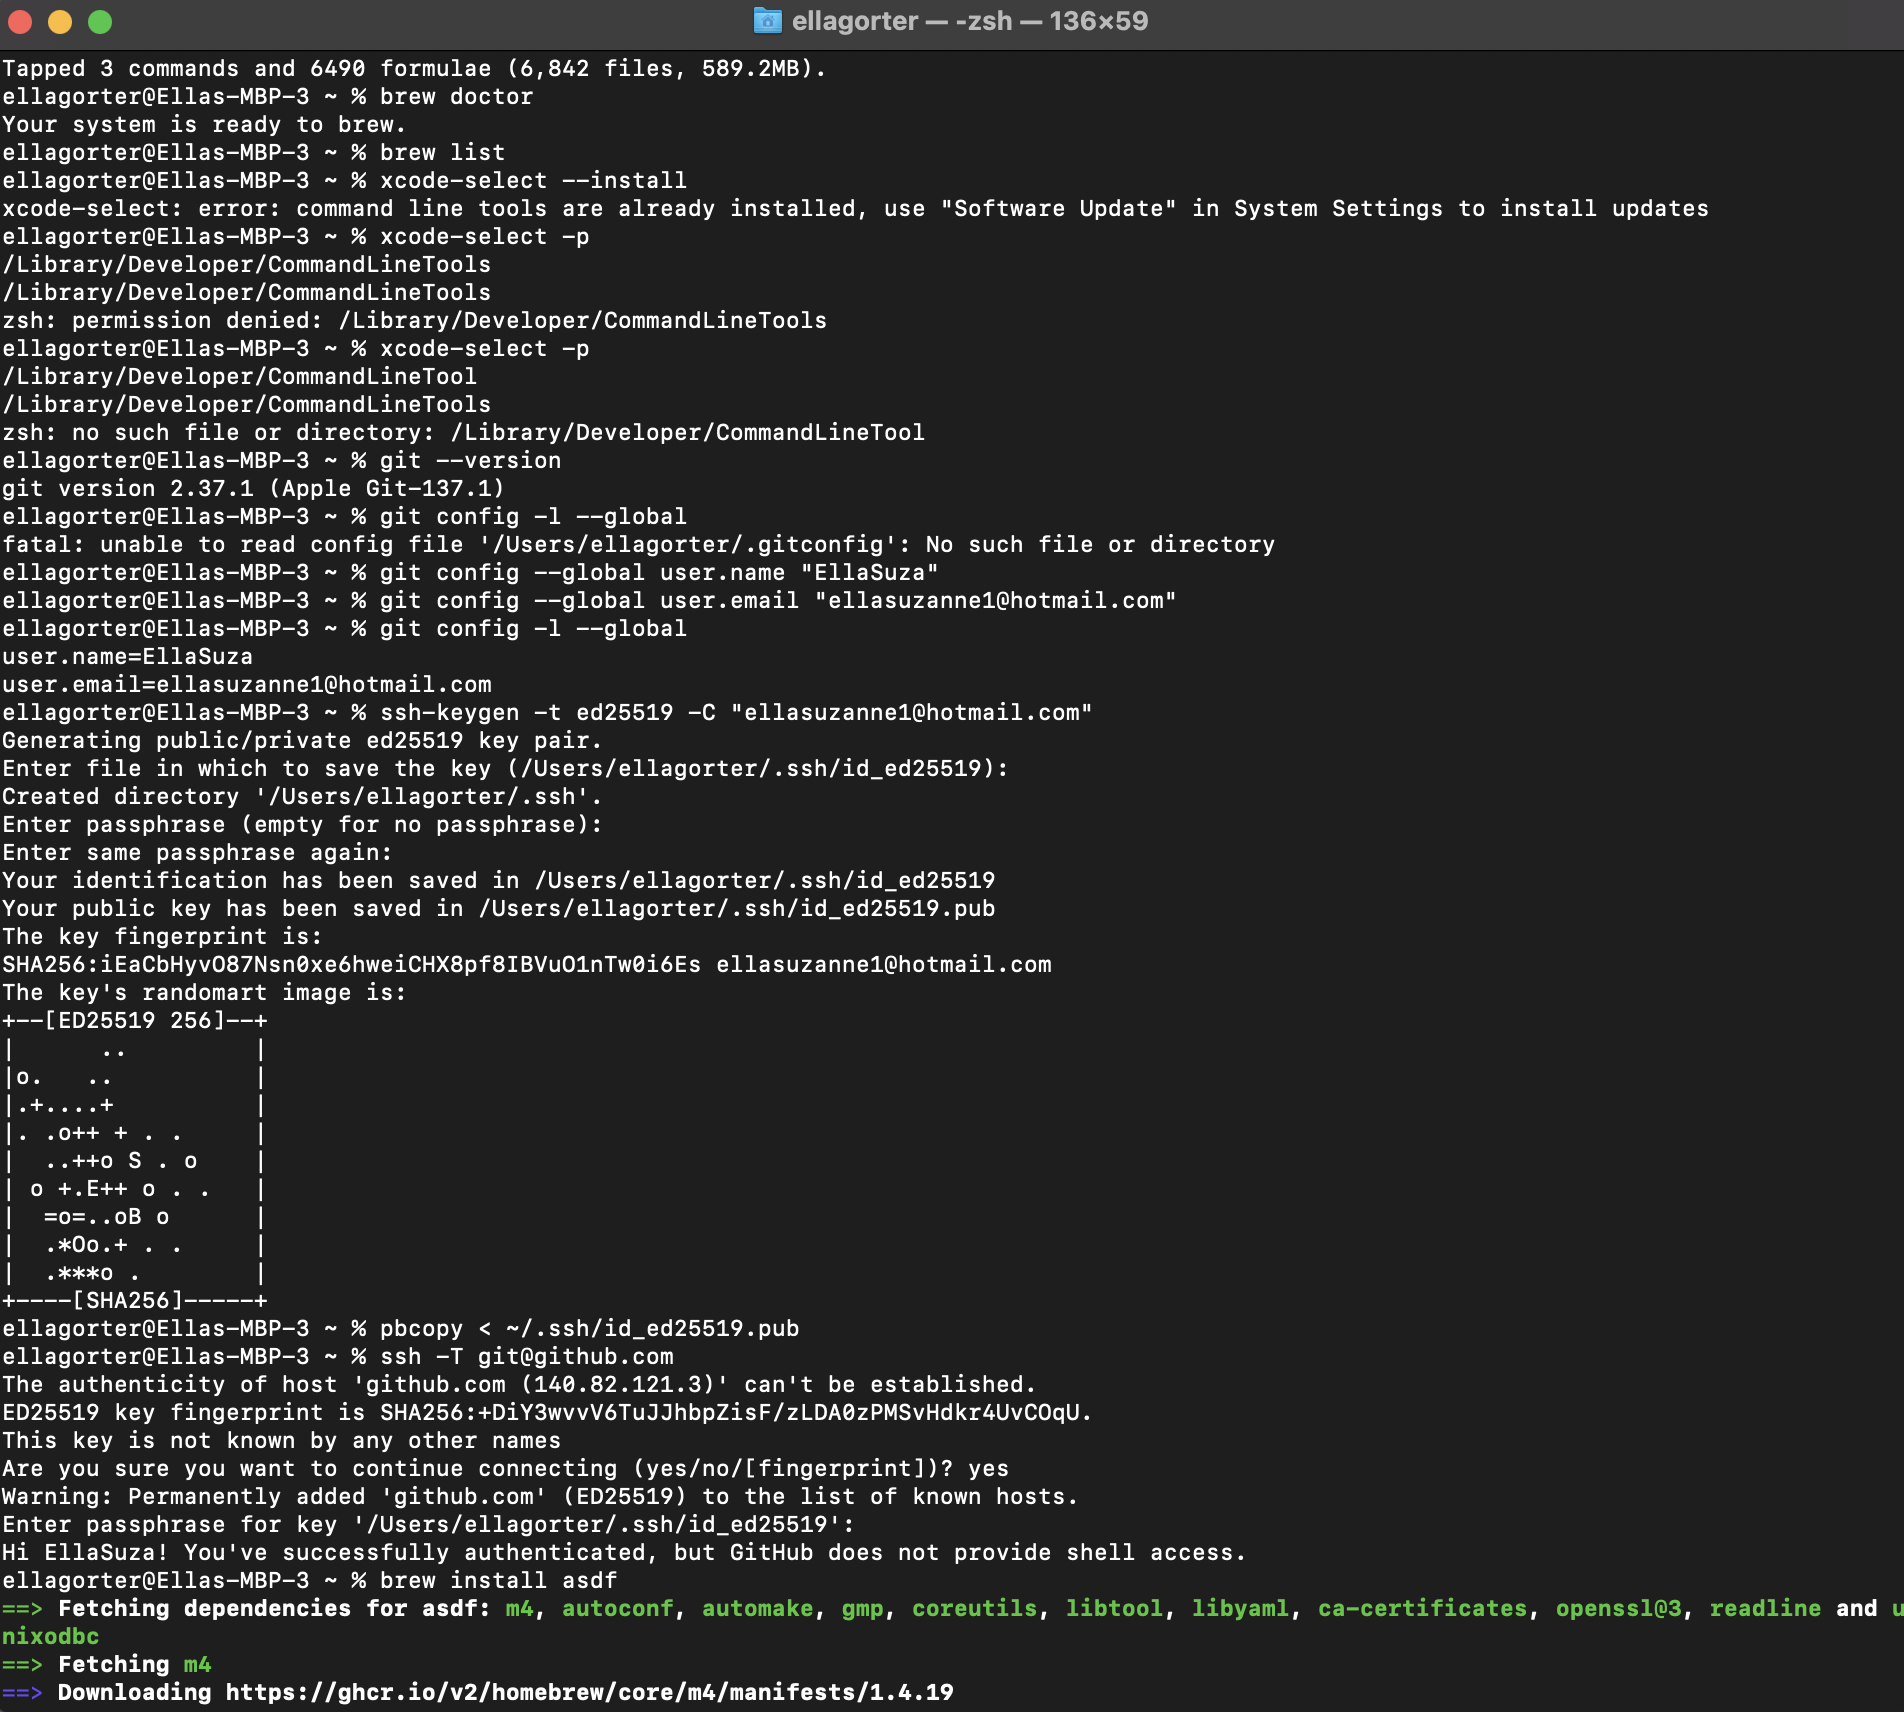 ellagorter — -zsh — 136×59
Tapped 3 commands and 6490 formulae (6,842 files, 589.2MB).
ellagorter@Ellas-MBP-3 ~ % brew doctor
Your system is ready to brew.
ellagorter@Ellas-MBP-3 ~ % brew list
ellagorter@Ellas-MBP-3 ~ % xcode-select --install
xcode-select: error: command line tools are already installed, use "Software Update" in System Settings to install updates
ellagorter@Ellas-MBP-3 ~ % xcode-select -p
/Library/Developer/CommandLineTools
/Library/Developer/CommandLineTools
zsh: permission denied: /Library/Developer/CommandLineTools
ellagorter@Ellas-MBP-3 ~ % xcode-select -p
/Library/Developer/CommandLineTool
/Library/Developer/CommandLineTools
zsh: no such file or directory: /Library/Developer/CommandLineTool
ellagorter@Ellas-MBP-3 ~ % git --version
git version 2.37.1 (Apple Git-137.1)
ellagorter@Ellas-MBP-3 ~ % git config -l --global
fatal: unable to read config file '/Users/ellagorter/.gitconfig': No such file or directory
ellagorter@Ellas-MBP-3 ~ % git config --global user.name "EllaSuza"
ellagorter@Ellas-MBP-3 ~ % git config --global user.email "ellasuzanne1@hotmail.com"
ellagorter@Ellas-MBP-3 ~ % git config -l --global
user.name=EllaSuza
user.email=ellasuzanne1@hotmail.com
ellagorter@Ellas-MBP-3 ~ % ssh-keygen -t ed25519 -C "ellasuzanne1@hotmail.com"
Generating public/private ed25519 key pair.
Enter file in which to save the key (/Users/ellagorter/.ssh/id_ed25519):
Created directory '/Users/ellagorter/.ssh'.
Enter passphrase (empty for no passphrase):
Enter same passphrase again:
Your identification has been saved in /Users/ellagorter/.ssh/id_ed25519
Your public key has been saved in /Users/ellagorter/.ssh/id_ed25519.pub
The key fingerprint is:
SHA256:iEaCbHyvO87Nsn0xe6hweiCHX8pf8IBVuO1nTw0i6Es ellasuzanne1@hotmail.com
The key's randomart image is:
+--[ED25519 256]--+
|      ..         |
|o.   ..          |
|.+....+          |
|. .o++ + . .     |
|  ..++o S . o    |
| o +.E++ o . .   |
|  =o=..oB o      |
|  .*Oo.+ . .     |
|  .***o .        |
+----[SHA256]-----+
ellagorter@Ellas-MBP-3 ~ % pbcopy < ~/.ssh/id_ed25519.pub
ellagorter@Ellas-MBP-3 ~ % ssh -T git@github.com
The authenticity of host 'github.com (140.82.121.3)' can't be established.
ED25519 key fingerprint is SHA256:+DiY3wvvV6TuJJhbpZisF/zLDA0zPMSvHdkr4UvCOqU.
This key is not known by any other names
Are you sure you want to continue connecting (yes/no/[fingerprint])? yes
Warning: Permanently added 'github.com' (ED25519) to the list of known hosts.
Enter passphrase for key '/Users/ellagorter/.ssh/id_ed25519':
Hi EllaSuza! You've successfully authenticated, but GitHub does not provide shell access.
ellagorter@Ellas-MBP-3 ~ % brew install asdf
==> Fetching dependencies for asdf: m4, autoconf, automake, gmp, coreutils, libtool, libyaml, ca-certificates, openssl@3, readline and u
nixodbc
==> Fetching m4
==> Downloading https://ghcr.io/v2/homebrew/core/m4/manifests/1.4.19